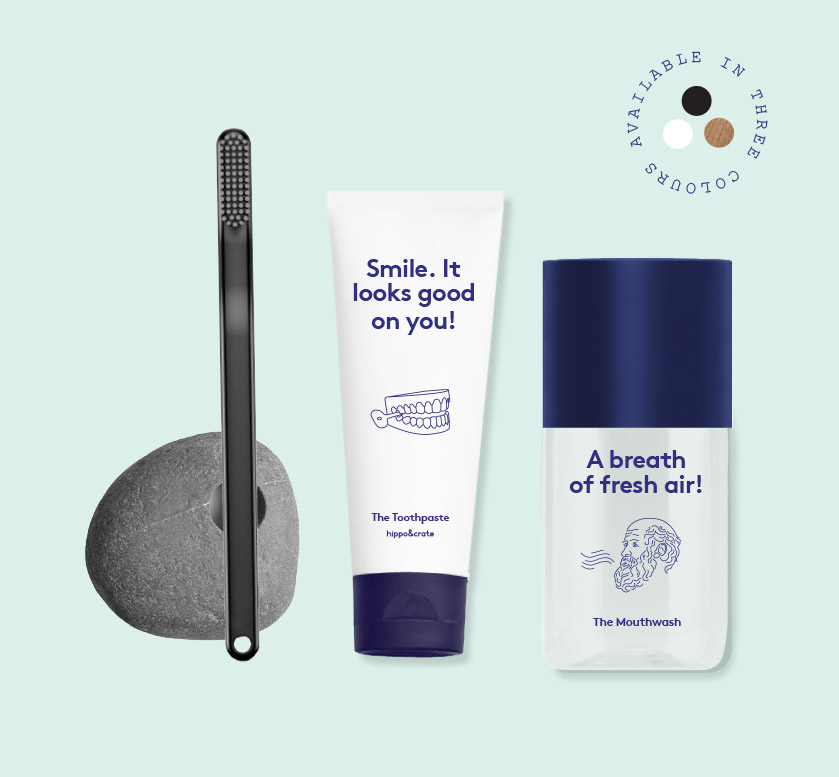 AVAILABLE IN THREE COLOURS
Smile. It
looks good
on you!
The Toothpaste
hippo&crate
A breath
of fresh air!
The Mouthwash